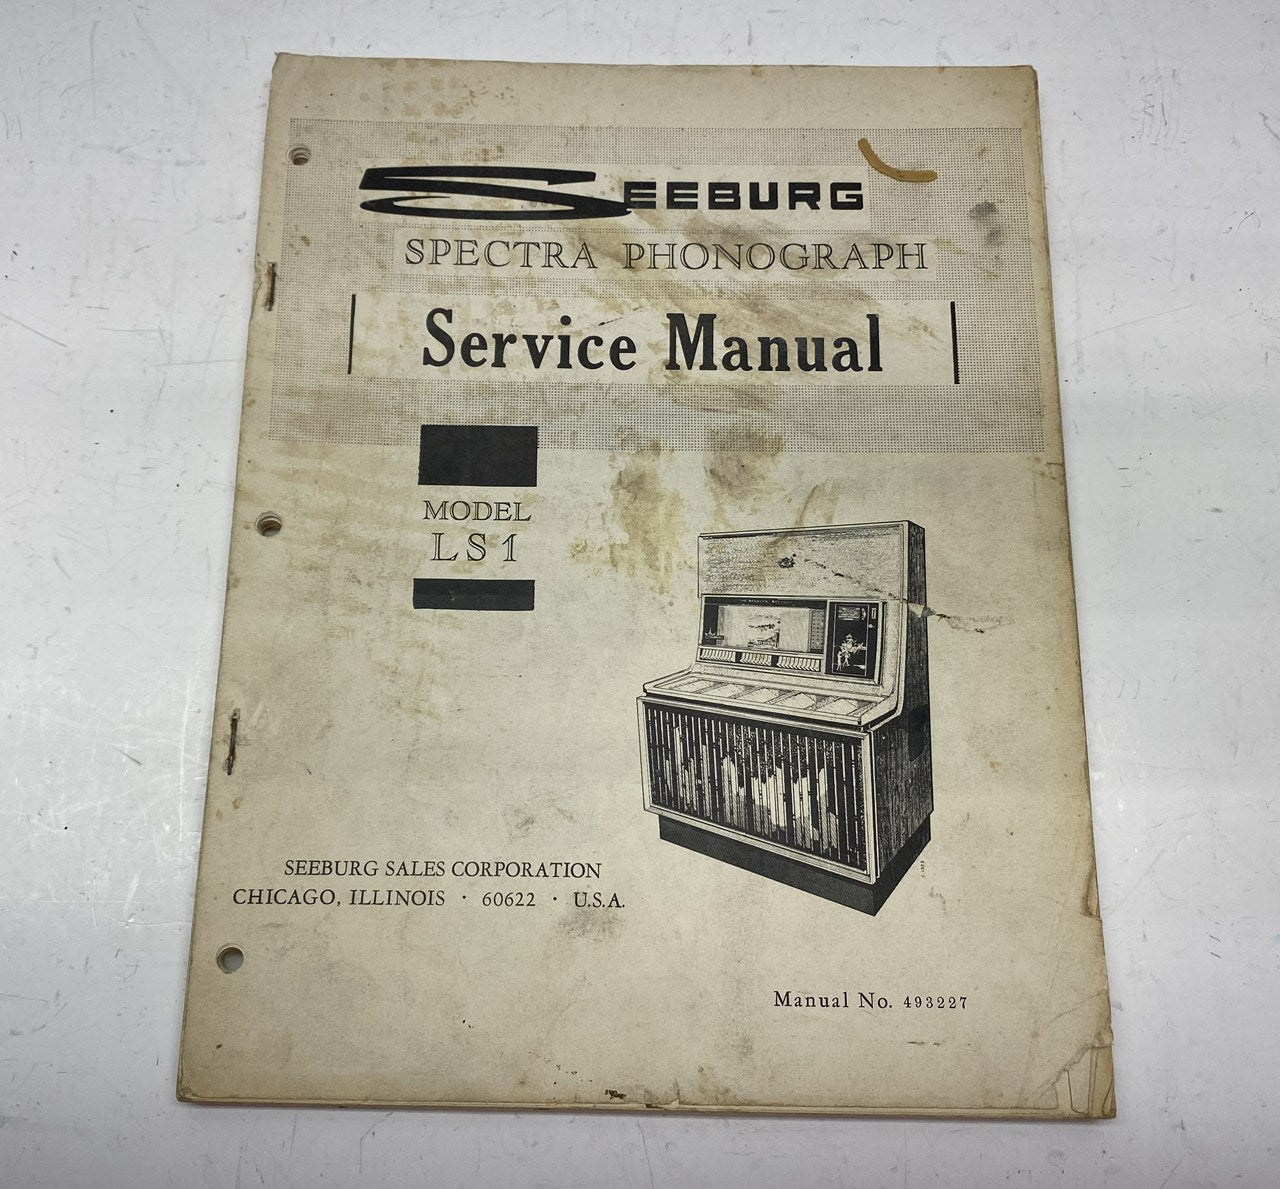 SEEBURG
SPECTRA PHONOGRAPH
Service Manual
MODEL
LS1
SEEBURG SALES CORPORATION
CHICAGO, ILLINOIS · 60622 · U.S.A.
Manual No. 493227